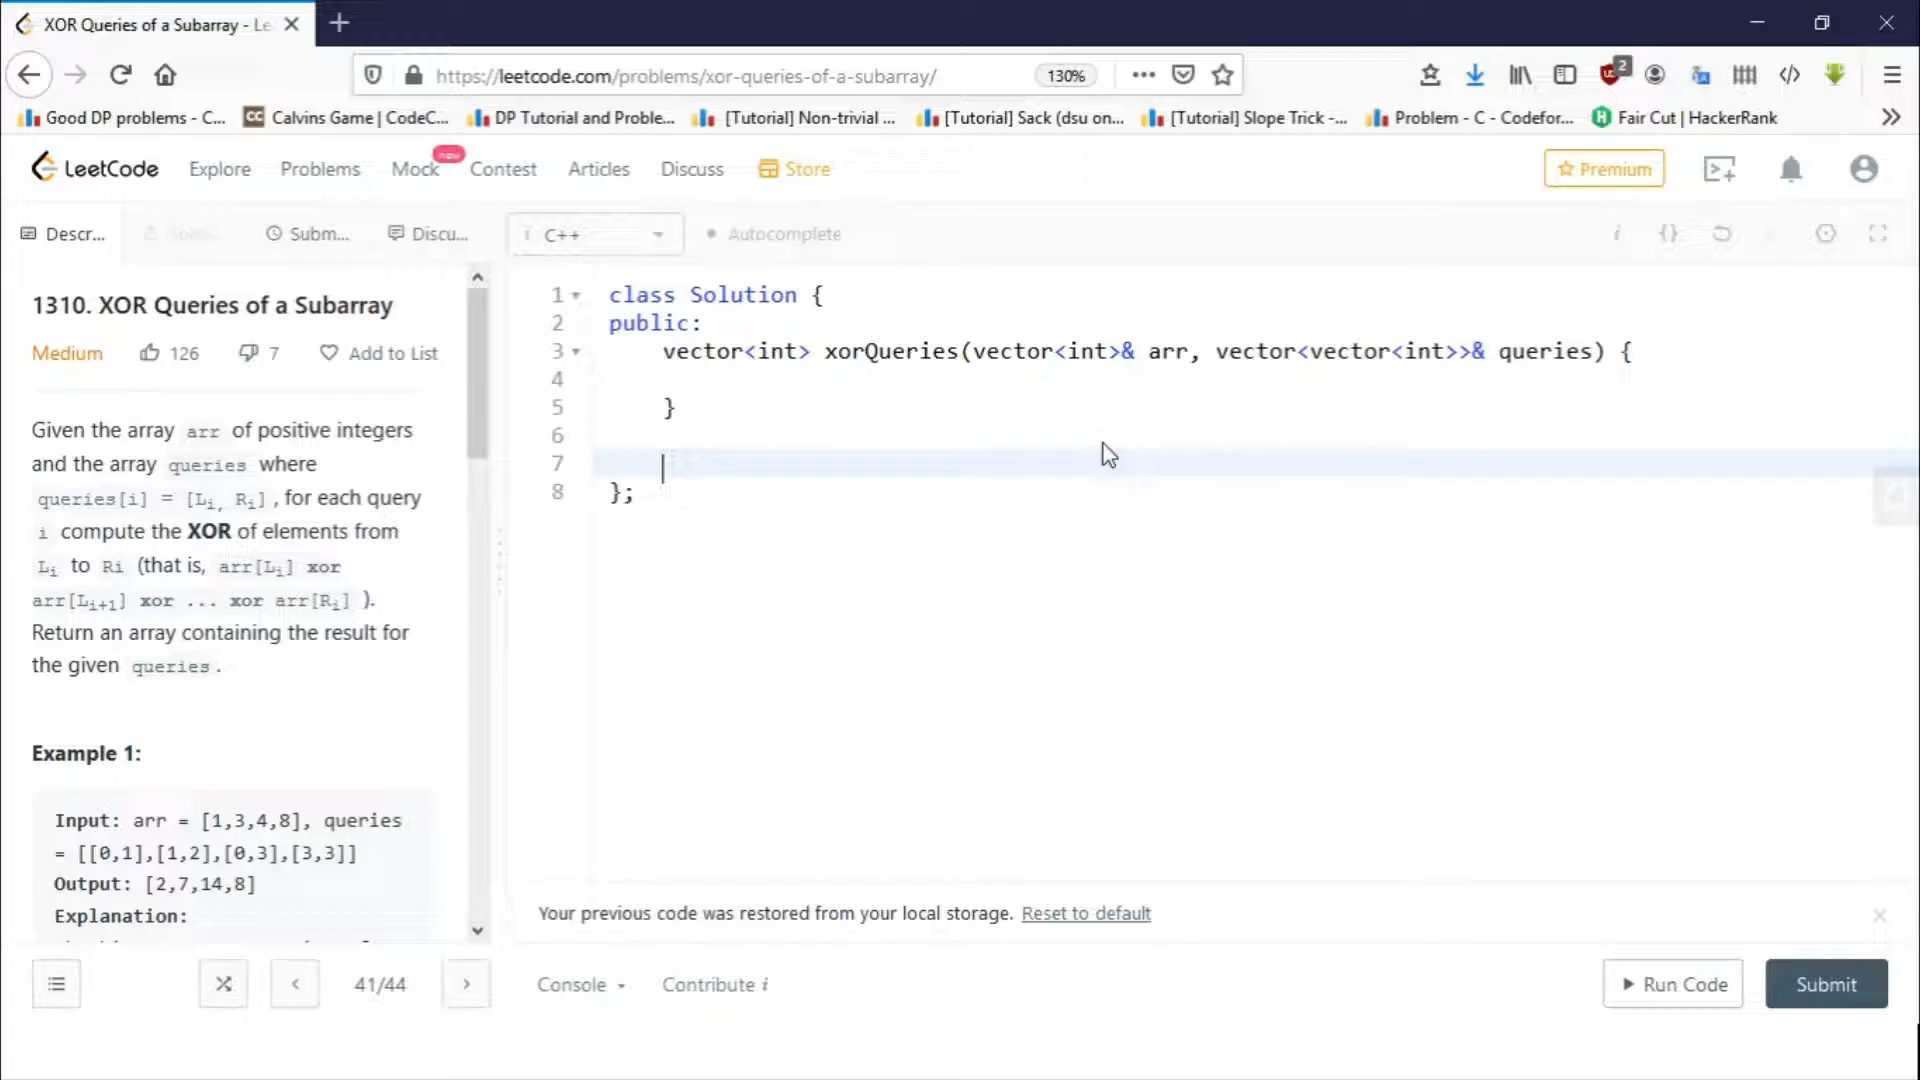 XOR Queries of a Subarray - Le
https://leetcode.com/problems/xor-queries-of-a-subarray/ 130%
2
Good DP problems - C... CC Calvins Game | CodeC... DP Tutorial and Proble... [Tutorial] Non-trivial ... [Tutorial] Sack (dsu on... [Tutorial] Slope Trick -... Problem - C - Codefor... Fair Cut | HackerRank
LeetCode Explore Problems Mock new Contest Articles Discuss Store Premium
Descr... Subm... Discu... i C++ Autocomplete i {}
1310. XOR Queries of a Subarray
Medium 126 7 Add to List
Given the array arr of positive integers
and the array queries where
queries[i] = [Li, Ri], for each query
i compute the XOR of elements from
Li to Ri (that is, arr[Li] xor
arr[Li+1] xor ... xor arr[Ri] ).
Return an array containing the result for
the given queries.
Example 1:
Input: arr = [1,3,4,8], queries
= [[0,1],[1,2],[0,3],[3,3]]
Output: [2,7,14,8]
Explanation:
1 class Solution {
2 public:
3 vector<int> xorQueries(vector<int>& arr, vector<vector<int>>& queries) {
4
5 }
6
7
8 };
Your previous code was restored from your local storage. Reset to default
41/44 Console Contribute i Run Code Submit